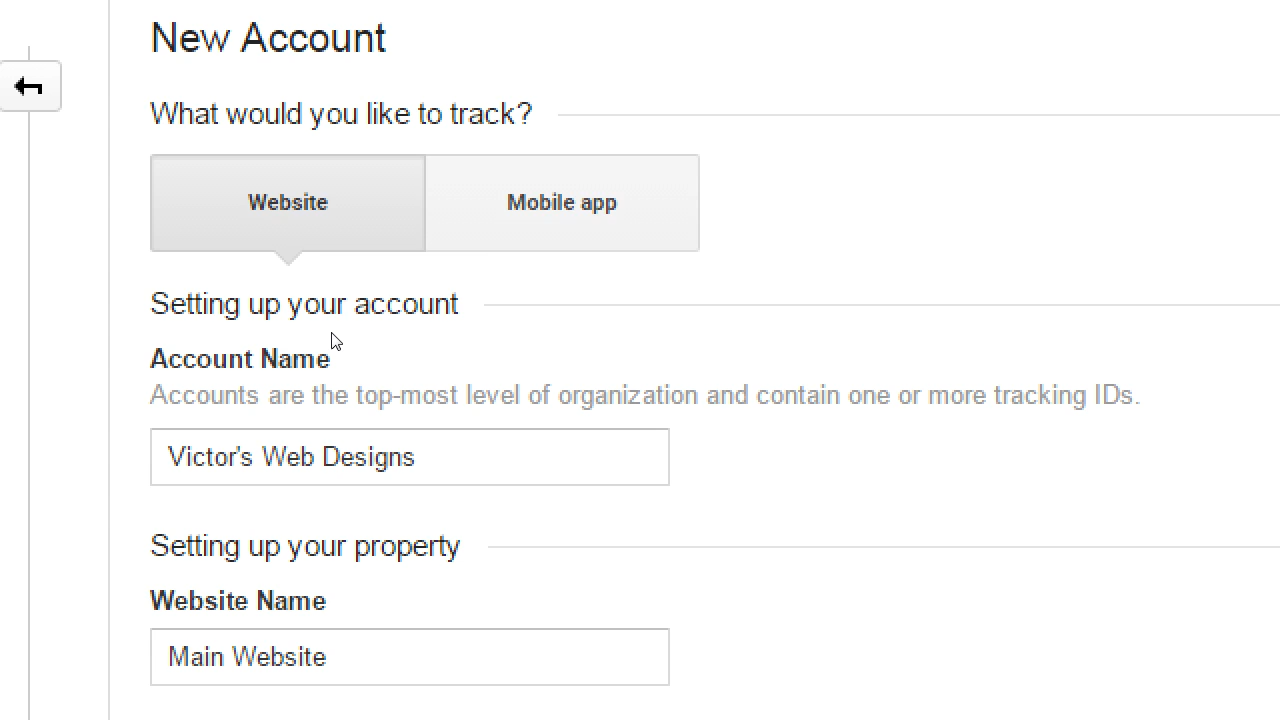 New Account
What would you like to track?
Website Mobile app
Setting up your account
Account Name
Accounts are the top-most level of organization and contain one or more tracking IDs.
Victor's Web Designs
Setting up your property
Website Name
Main Website